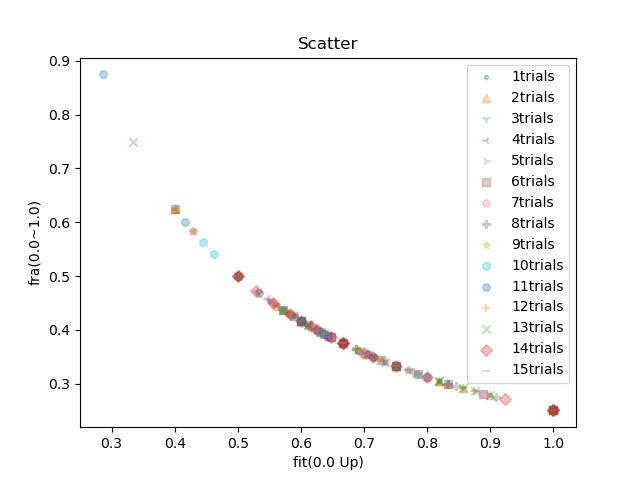 Scatter
0.9
0.8
0.7
0.6
0.5
0.4
0.3
fra(0.0~1.0)
0.3 0.4 0.5 0.6 0.7 0.8 0.9 1.0
fit(0.0 Up)
1trials
2trials
3trials
4trials
5trials
6trials
7trials
8trials
9trials
10trials
11trials
12trials
13trials
14trials
15trials